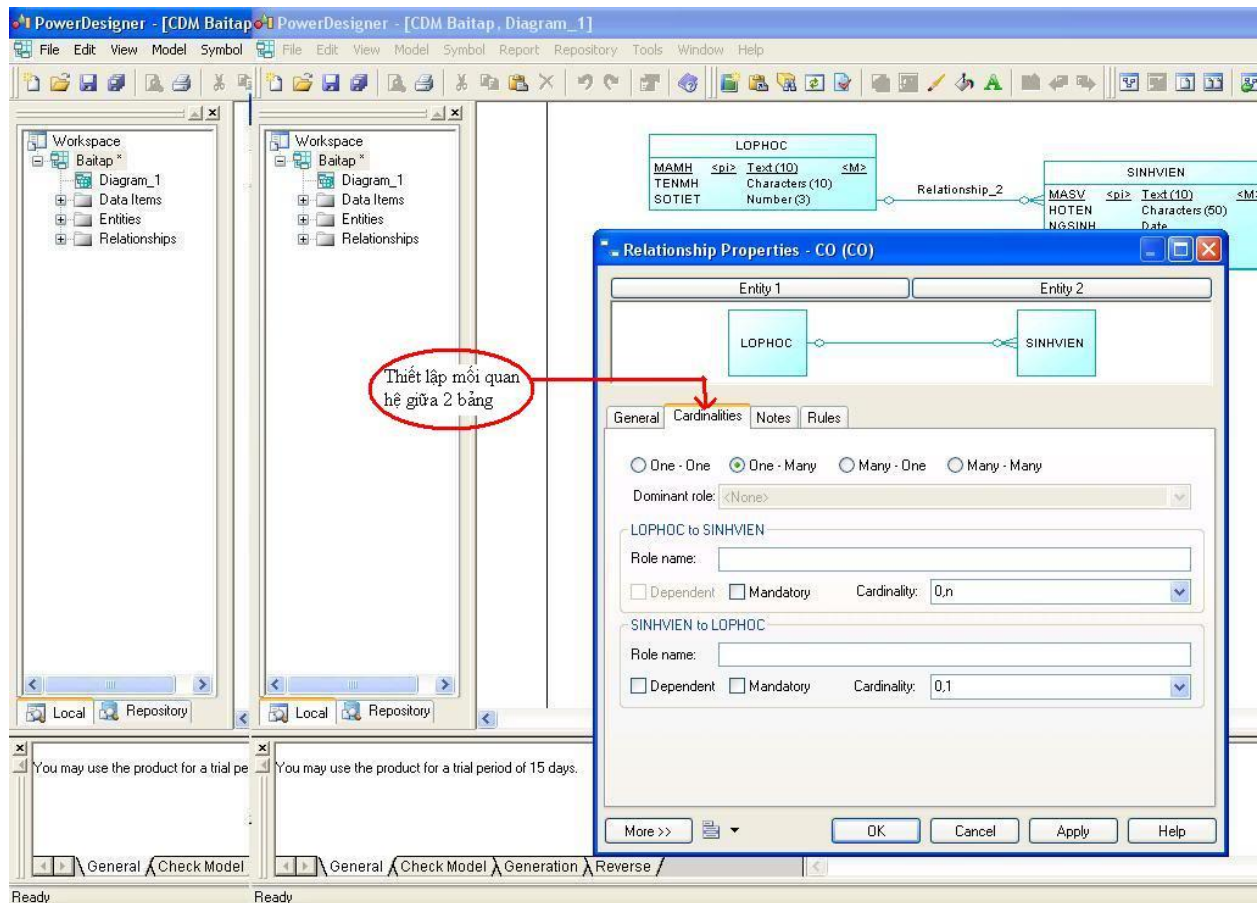 PowerDesigner - [CDM Baitap
PowerDesigner - [CDM Baitap, Diagram_1]
File Edit View Model Symbol
File Edit View Model Symbol Report Repository Tools Window Help
Workspace
Baitap *
Diagram_1
Data Items
Entities
Relationships
Workspace
Baitap *
Diagram_1
Data Items
Entities
Relationships
LOPHOC
MAMH <pi> Text (10) <M>
TENMH Characters (10)
SOTIET Number (3)
Relationship_2
SINHVIEN
MASV <pi> Text (10) <M>
HOTEN Characters (50)
NGSINH Date
Relationship Properties - CO (CO)
Entity 1 Entity 2
LOPHOC SINHVIEN
Thiết lập mối quan
hệ giữa 2 bảng
General Cardinalities Notes Rules
One - One One - Many Many - One Many - Many
Dominant role: <None>
LOPHOC to SINHVIEN
Role name:
Dependent Mandatory Cardinality: 0,n
SINHVIEN to LOPHOC
Role name:
Dependent Mandatory Cardinality: 0,1
More >> OK Cancel Apply Help
Local Repository
Local Repository
You may use the product for a trial pe
You may use the product for a trial period of 15 days.
General Check Model
General Check Model Generation Reverse
Ready
Ready